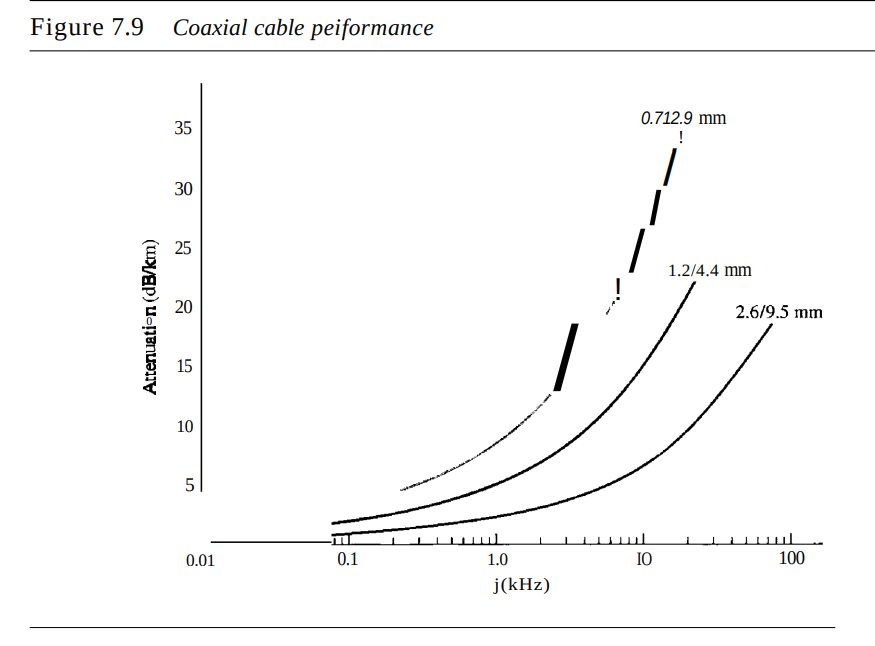 Figure 7.9 Coaxial cable peiformance
0.712.9 mm
!
35
30
25
1.2/4.4 mm
!
20
2.6/9.5 mm
Attenuation (dB/km)
15
10
5
0.01 0.1 1.0 IO 100
j(kHz)